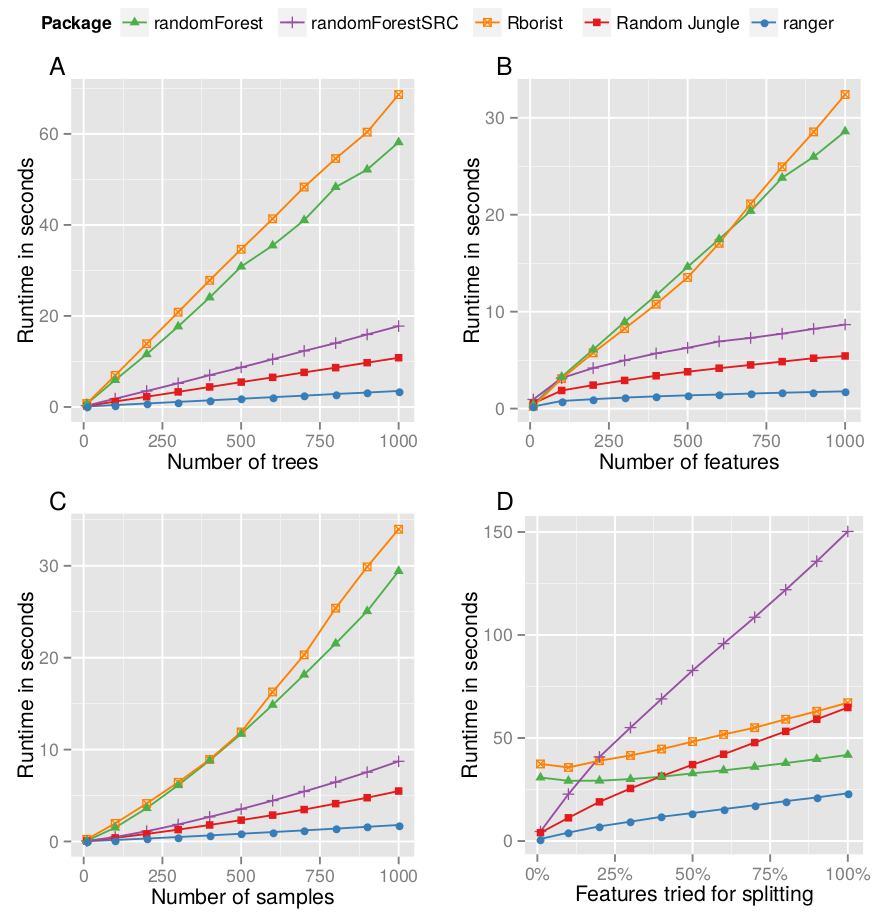 Package randomForest randomForestSRC Rborist Random Jungle ranger
A
Runtime in seconds
60
40
20
0
0 250 500 750 1000
Number of trees
B
Runtime in seconds
30
20
10
0
0 250 500 750 1000
Number of features
C
Runtime in seconds
30
20
10
0
0 250 500 750 1000
Number of samples
D
Runtime in seconds
150
100
50
0
0% 25% 50% 75% 100%
Features tried for splitting